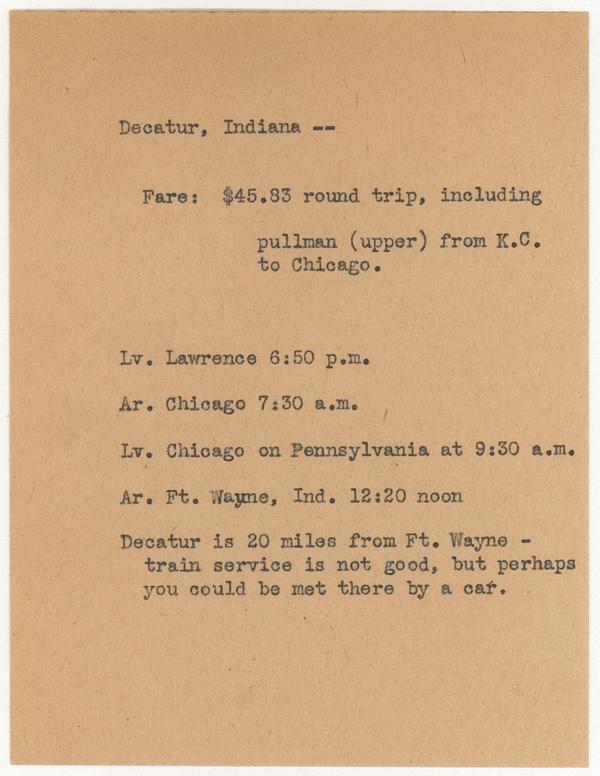 Decatur, Indiana --
Fare: $45.83 round trip, including
pullman (upper) from K.C.
to Chicago.
Lv. Lawrence 6:50 p.m.
Ar. Chicago 7:30 a.m.
Lv. Chicago on Pennsylvania at 9:30 a.m.
Ar. Ft. Wayne, Ind. 12:20 noon
Decatur is 20 miles from Ft. Wayne -
train service is not good, but perhaps
you could be met there by a car.